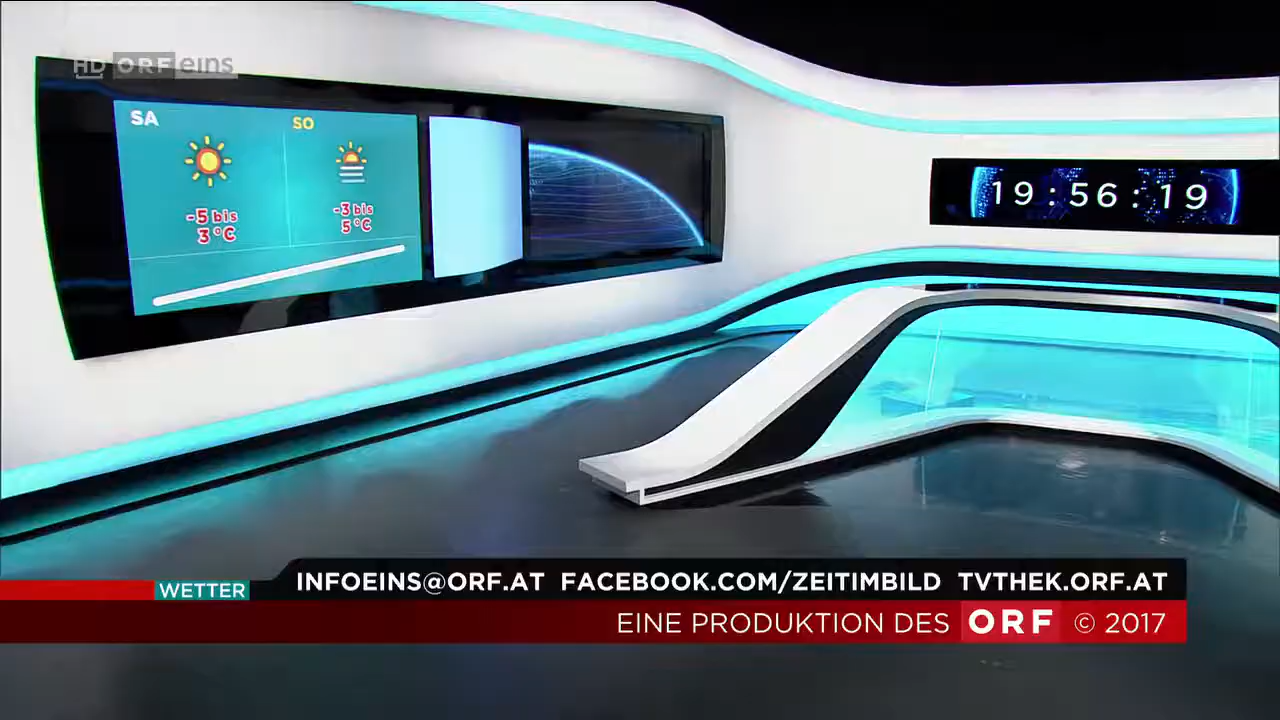 HD ORF eins
SA
SO
-5 bis
3 °C
-3 bis
5 °C
19:56:19
WETTER
INFOEINS@ORF.AT FACEBOOK.COM/ZEITIMBILD TVTHEK.ORF.AT
EINE PRODUKTION DES ORF © 2017